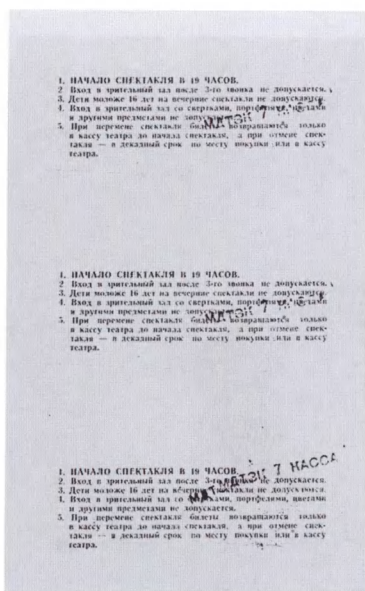 1. НАЧАЛО СПЕКТАКЛЯ В 19 ЧАСОВ.
2 Вход в зрительный зал после 3-го звонка не допускается.
3. Дети моложе 16 лет на вечерние спектакли не допускаются.
4. Вход в зрительный зал со свертками, портфелями, цветами
и другими предметами не допускается.
5. При перемене спектакля билеты возвращаются только
в кассу театра до начала спектакля, а при отмене спек-
такля — в декадный срок по месту покупки или в кассу
театра.
1. НАЧАЛО СПЕКТАКЛЯ В 19 ЧАСОВ.
2 Вход в зрительный зал после 3-го звонка не допускается.
3. Дети моложе 16 лет на вечерние спектакли не допускаются.
4. Вход в зрительный зал со свертками, портфелями, цветами
и другими предметами не допускается.
5. При перемене спектакля билеты возвращаются только
в кассу театра до начала спектакля, а при отмене спек-
такля — в декадный срок по месту покупки или в кассу
театра.
1. НАЧАЛО СПЕКТАКЛЯ В 19 ЧАСОВ.
2 Вход в зрительный зал после 3-го звонка не допускается.
3. Дети моложе 16 лет на вечерние спектакли не допускаются.
4. Вход в зрительный зал со свертками, портфелями, цветами
и другими предметами не допускается.
5. При перемене спектакля билеты возвращаются только
в кассу театра до начала спектакля, а при отмене спек-
такля — в декадный срок по месту покупки или в кассу
театра.
7 КАССА